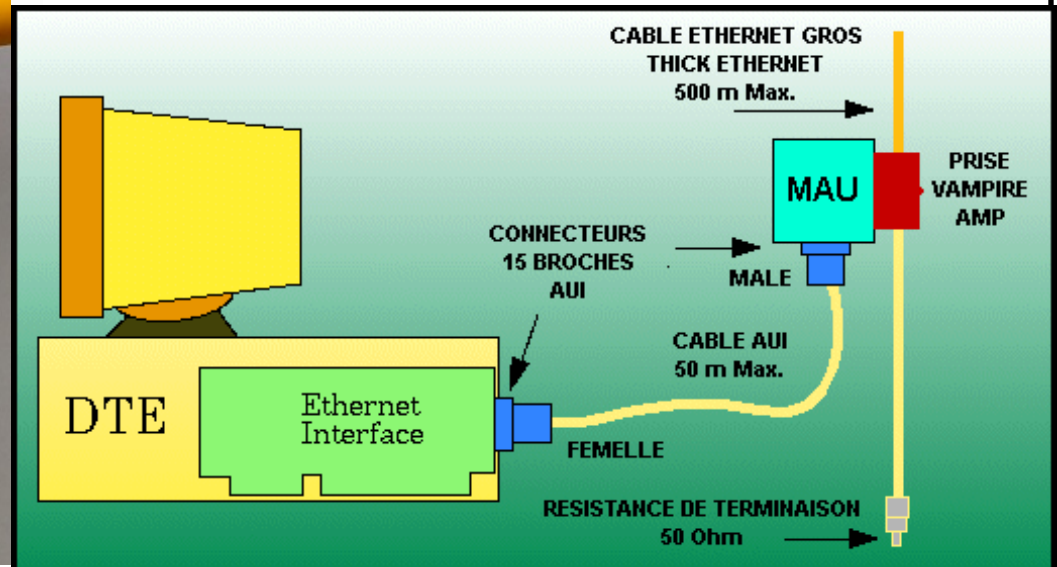 CABLE ETHERNET GROS
THICK ETHERNET
500 m Max.
MAU
PRISE
VAMPIRE
AMP
CONNECTEURS
15 BROCHES
AUI
MALE
CABLE AUI
50 m Max.
DTE
Ethernet
Interface
FEMELLE
RESISTANCE DE TERMINAISON
50 Ohm